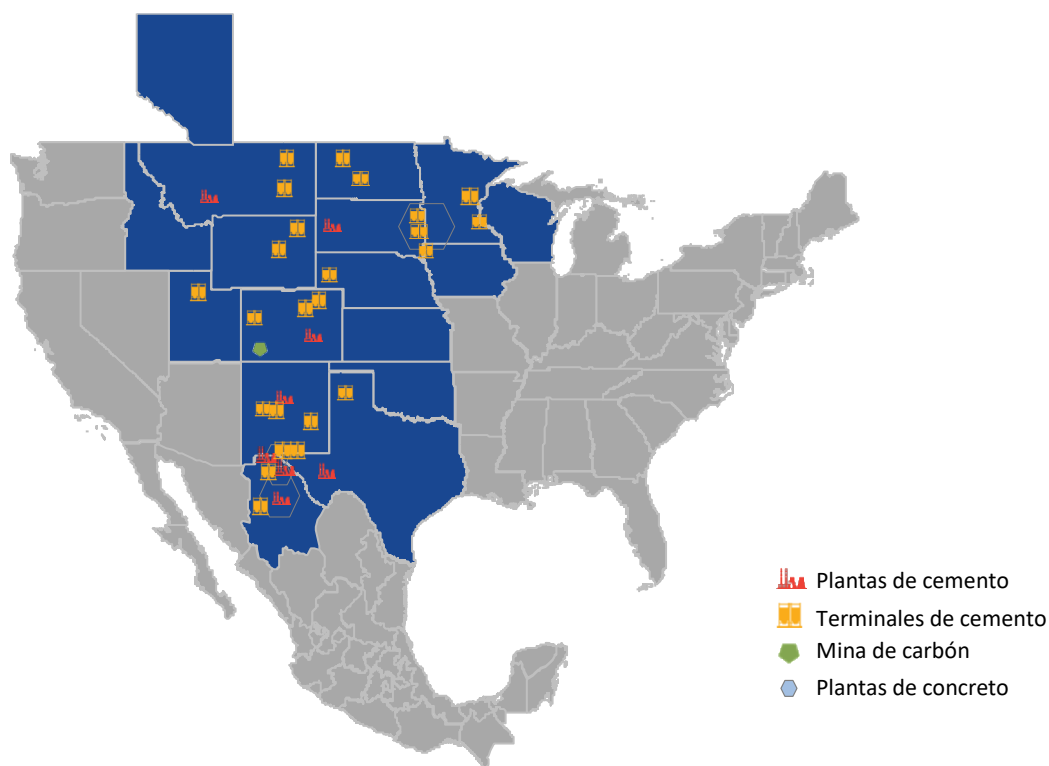 Plantas de cemento
Terminales de cemento
Mina de carbón
Plantas de concreto